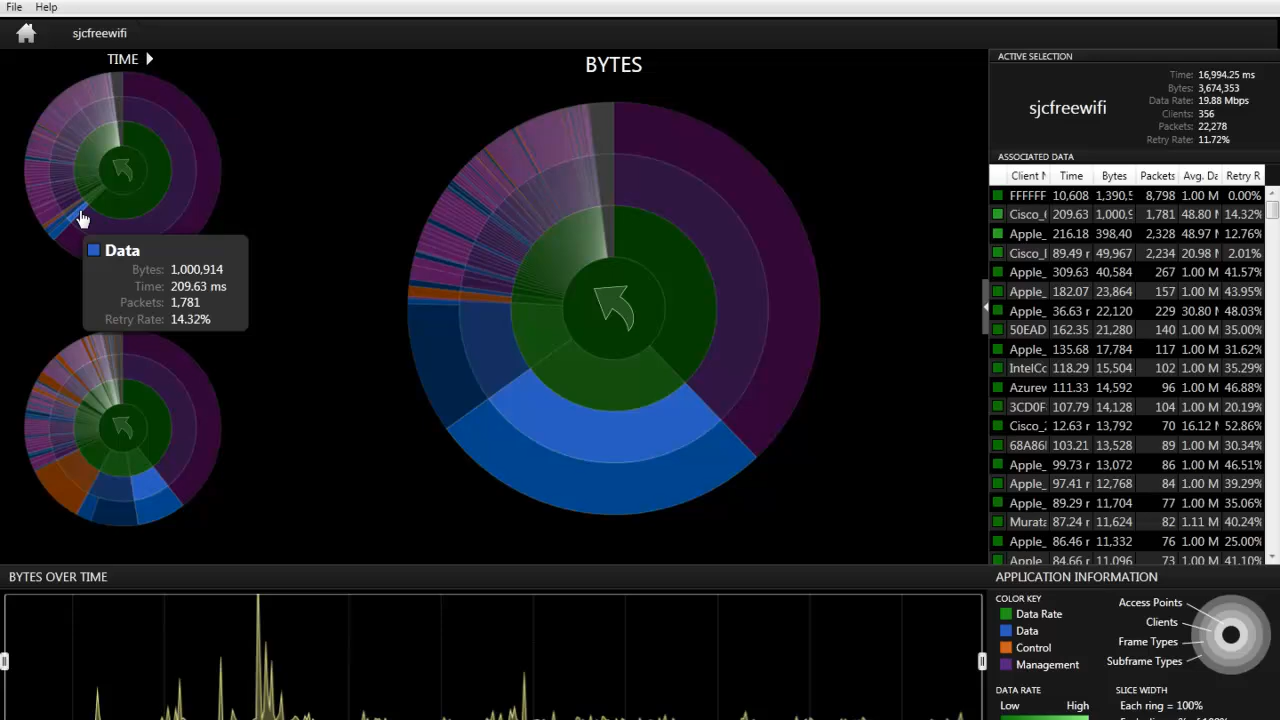 File Help
sjcfreewifi
TIME
BYTES
Data
Bytes: 1,000,914
Time: 209.63 ms
Packets: 1,781
Retry Rate: 14.32%
ACTIVE SELECTION
sjcfreewifi
Time: 16,994.25 ms
Bytes: 3,674,353
Data Rate: 19.88 Mbps
Clients: 356
Packets: 22,278
Retry Rate: 11.72%
ASSOCIATED DATA
Client N Time Bytes Packets Avg. Da Retry R
FFFFFF 10,608 1,390,5 8,798 1.00 M 0.00%
Cisco_ 209.63 1,000,9 1,781 48.80 M 14.32%
Apple_ 216.18 398,40 2,328 48.97 M 12.76%
Cisco_ 89.49 r 49,967 2,234 20.98 M 2.01%
Apple_ 309.63 40,584 267 1.00 M 41.57%
Apple_ 182.07 23,864 157 1.00 M 43.95%
Apple_ 36.63 r 22,120 229 30.80 M 48.03%
50EAD 162.35 21,280 140 1.00 M 35.00%
Apple_ 135.68 17,784 117 1.00 M 31.62%
IntelCo 118.29 15,504 102 1.00 M 35.29%
Azurew 111.33 14,592 96 1.00 M 46.88%
3CD0F 107.79 14,128 104 1.00 M 20.19%
Cisco_ 12.63 r 13,792 70 16.12 M 52.86%
68A86 103.21 13,528 89 1.00 M 30.34%
Apple_ 99.73 r 13,072 86 1.00 M 46.51%
Apple_ 97.41 r 12,768 84 1.00 M 39.29%
Apple_ 89.29 r 11,704 77 1.00 M 35.06%
Murata 87.24 r 11,624 82 1.11 M 40.24%
Apple_ 86.46 r 11,332 76 1.00 M 25.00%
Apple_ 84.66 r 11,096 73 1.00 M 41.10%
BYTES OVER TIME
APPLICATION INFORMATION
COLOR KEY
Data Rate
Data
Control
Management
Access Points
Clients
Frame Types
Subframe Types
DATA RATE
Low High
SLICE WIDTH
Each ring = 100%